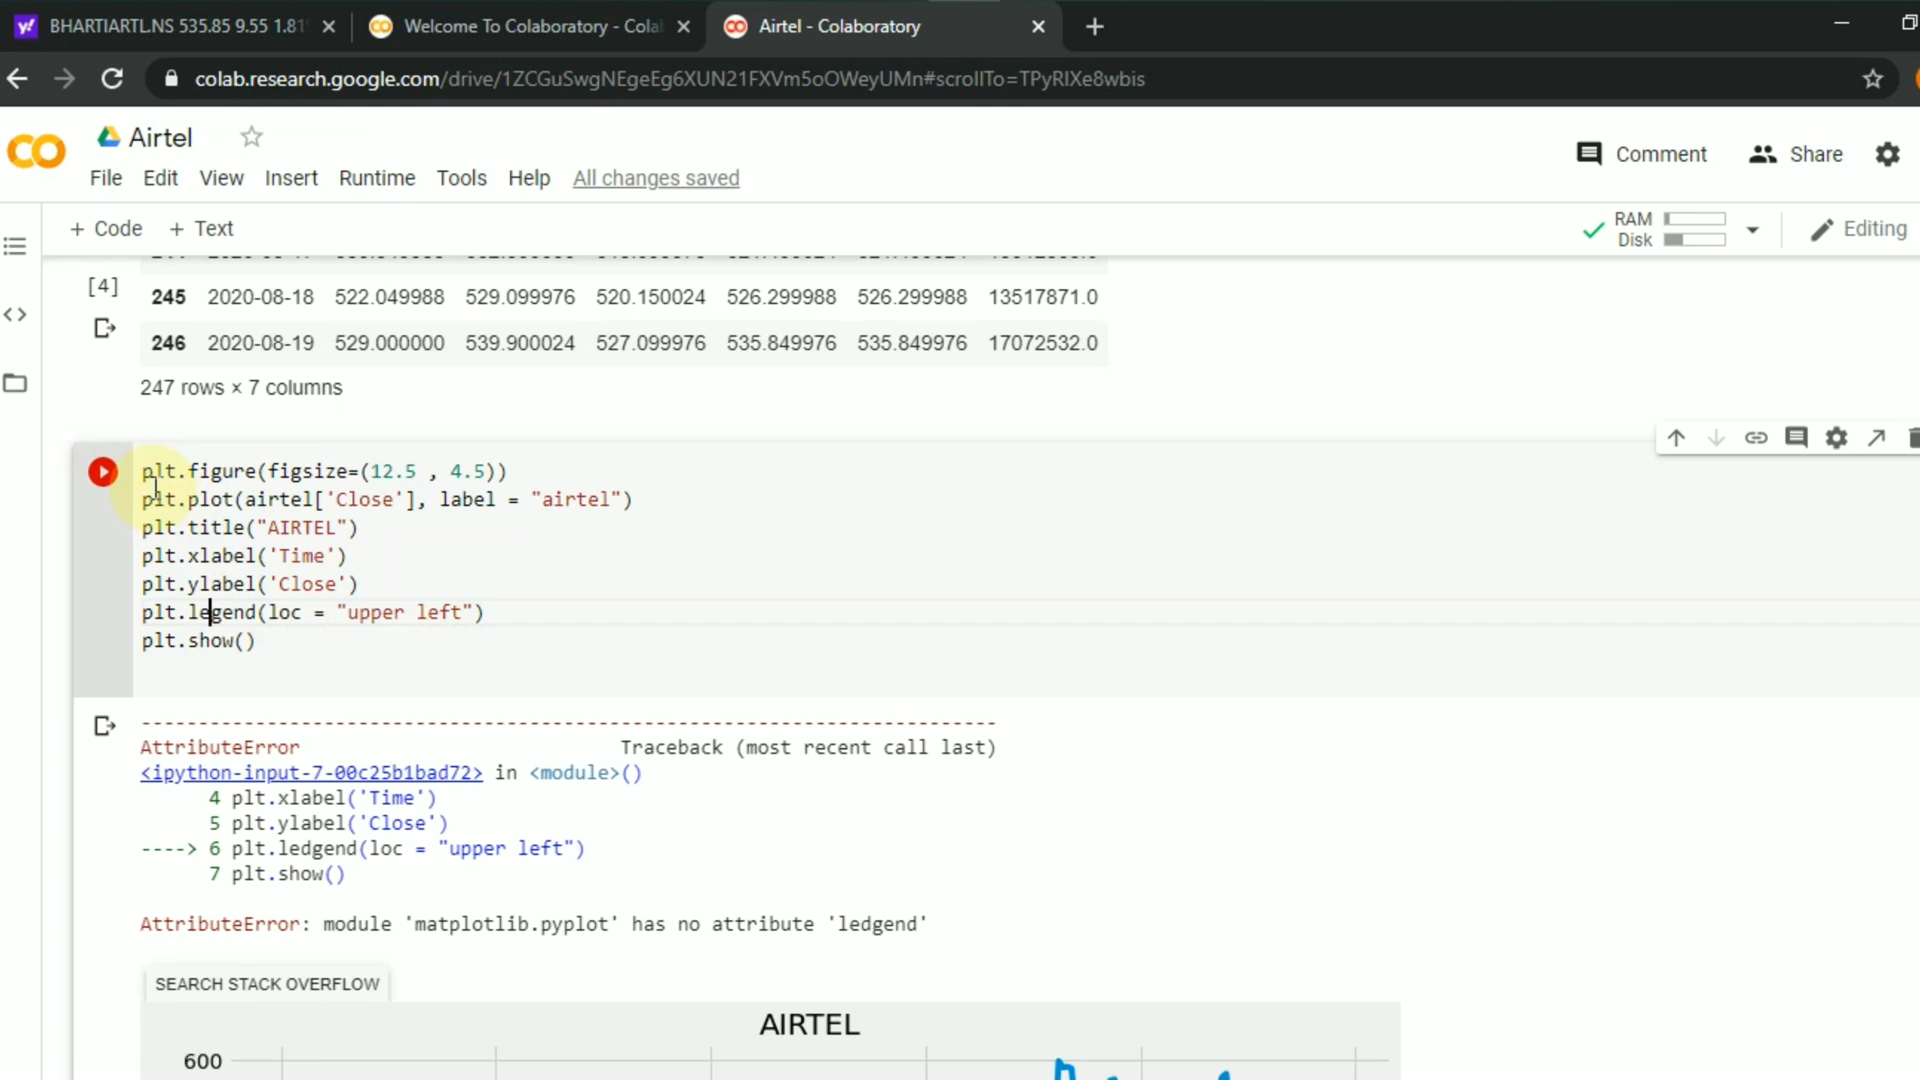 BHARTIARTL.NS 535.85 9.55 1.81
Welcome To Colaboratory - Cola
Airtel - Colaboratory
colab.research.google.com/drive/1ZCGuSwgNEgeEg6XUN21FXVm5oOWeyUMn#scrollTo=TPyRIXe8wbis
Airtel
Comment
Share
File Edit View Insert Runtime Tools Help All changes saved
+ Code + Text
RAM
Disk
Editing
[4]
245 2020-08-18 522.049988 529.099976 520.150024 526.299988 526.299988 13517871.0
246 2020-08-19 529.000000 539.900024 527.099976 535.849976 535.849976 17072532.0
247 rows × 7 columns
plt.figure(figsize=(12.5 , 4.5))
plt.plot(airtel['Close'], label = "airtel")
plt.title("AIRTEL")
plt.xlabel('Time')
plt.ylabel('Close')
plt.legend(loc = "upper left")
plt.show()
---------------------------------------------------------------------------
AttributeError Traceback (most recent call last)
<ipython-input-7-00c25b1bad72> in <module>()
4 plt.xlabel('Time')
5 plt.ylabel('Close')
----> 6 plt.ledgend(loc = "upper left")
7 plt.show()
AttributeError: module 'matplotlib.pyplot' has no attribute 'ledgend'
SEARCH STACK OVERFLOW
AIRTEL
600